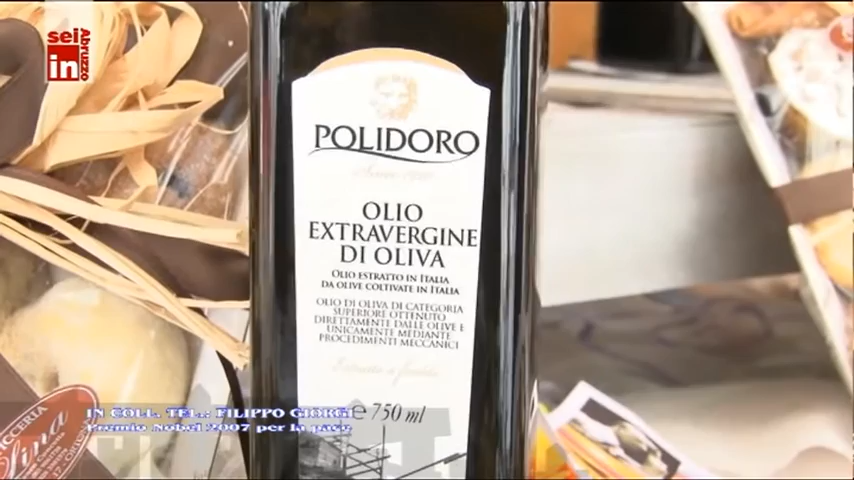 sei
in
Abruzzo
POLIDORO
OLIO
EXTRAVERGINE
DI OLIVA
OLIO ESTRATTO IN ITALIA
DA OLIVE COLTIVATE IN ITALIA
OLIO DI OLIVA DI CATEGORIA
SUPERIORE OTTENUTO
DIRETTAMENTE DALLE OLIVE E
UNICAMENTE MEDIANTE
PROCEDIMENTI MECCANICI
Estratto a freddo
e 750 ml
IN COLL. TEL.: FILIPPO GIORGI
Premio Nobel 2007 per la pace